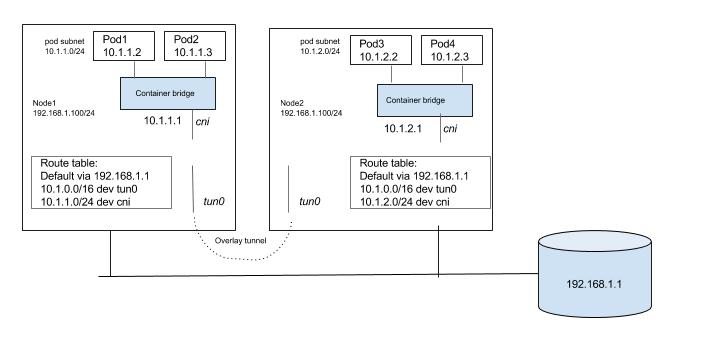 pod subnet
10.1.1.0/24
Pod1
10.1.1.2
Pod2
10.1.1.3
Container bridge
Node1
192.168.1.100/24
10.1.1.1
cni
Route table:
Default via 192.168.1.1
10.1.0.0/16 dev tun0
10.1.1.0/24 dev cni
tun0
pod subnet
10.1.2.0/24
Pod3
10.1.2.2
Pod4
10.1.2.3
Container bridge
Node2
192.168.1.100/24
10.1.2.1
cni
tun0
Route table:
Default via 192.168.1.1
10.1.0.0/16 dev tun0
10.1.2.0/24 dev cni
Overlay tunnel
192.168.1.1